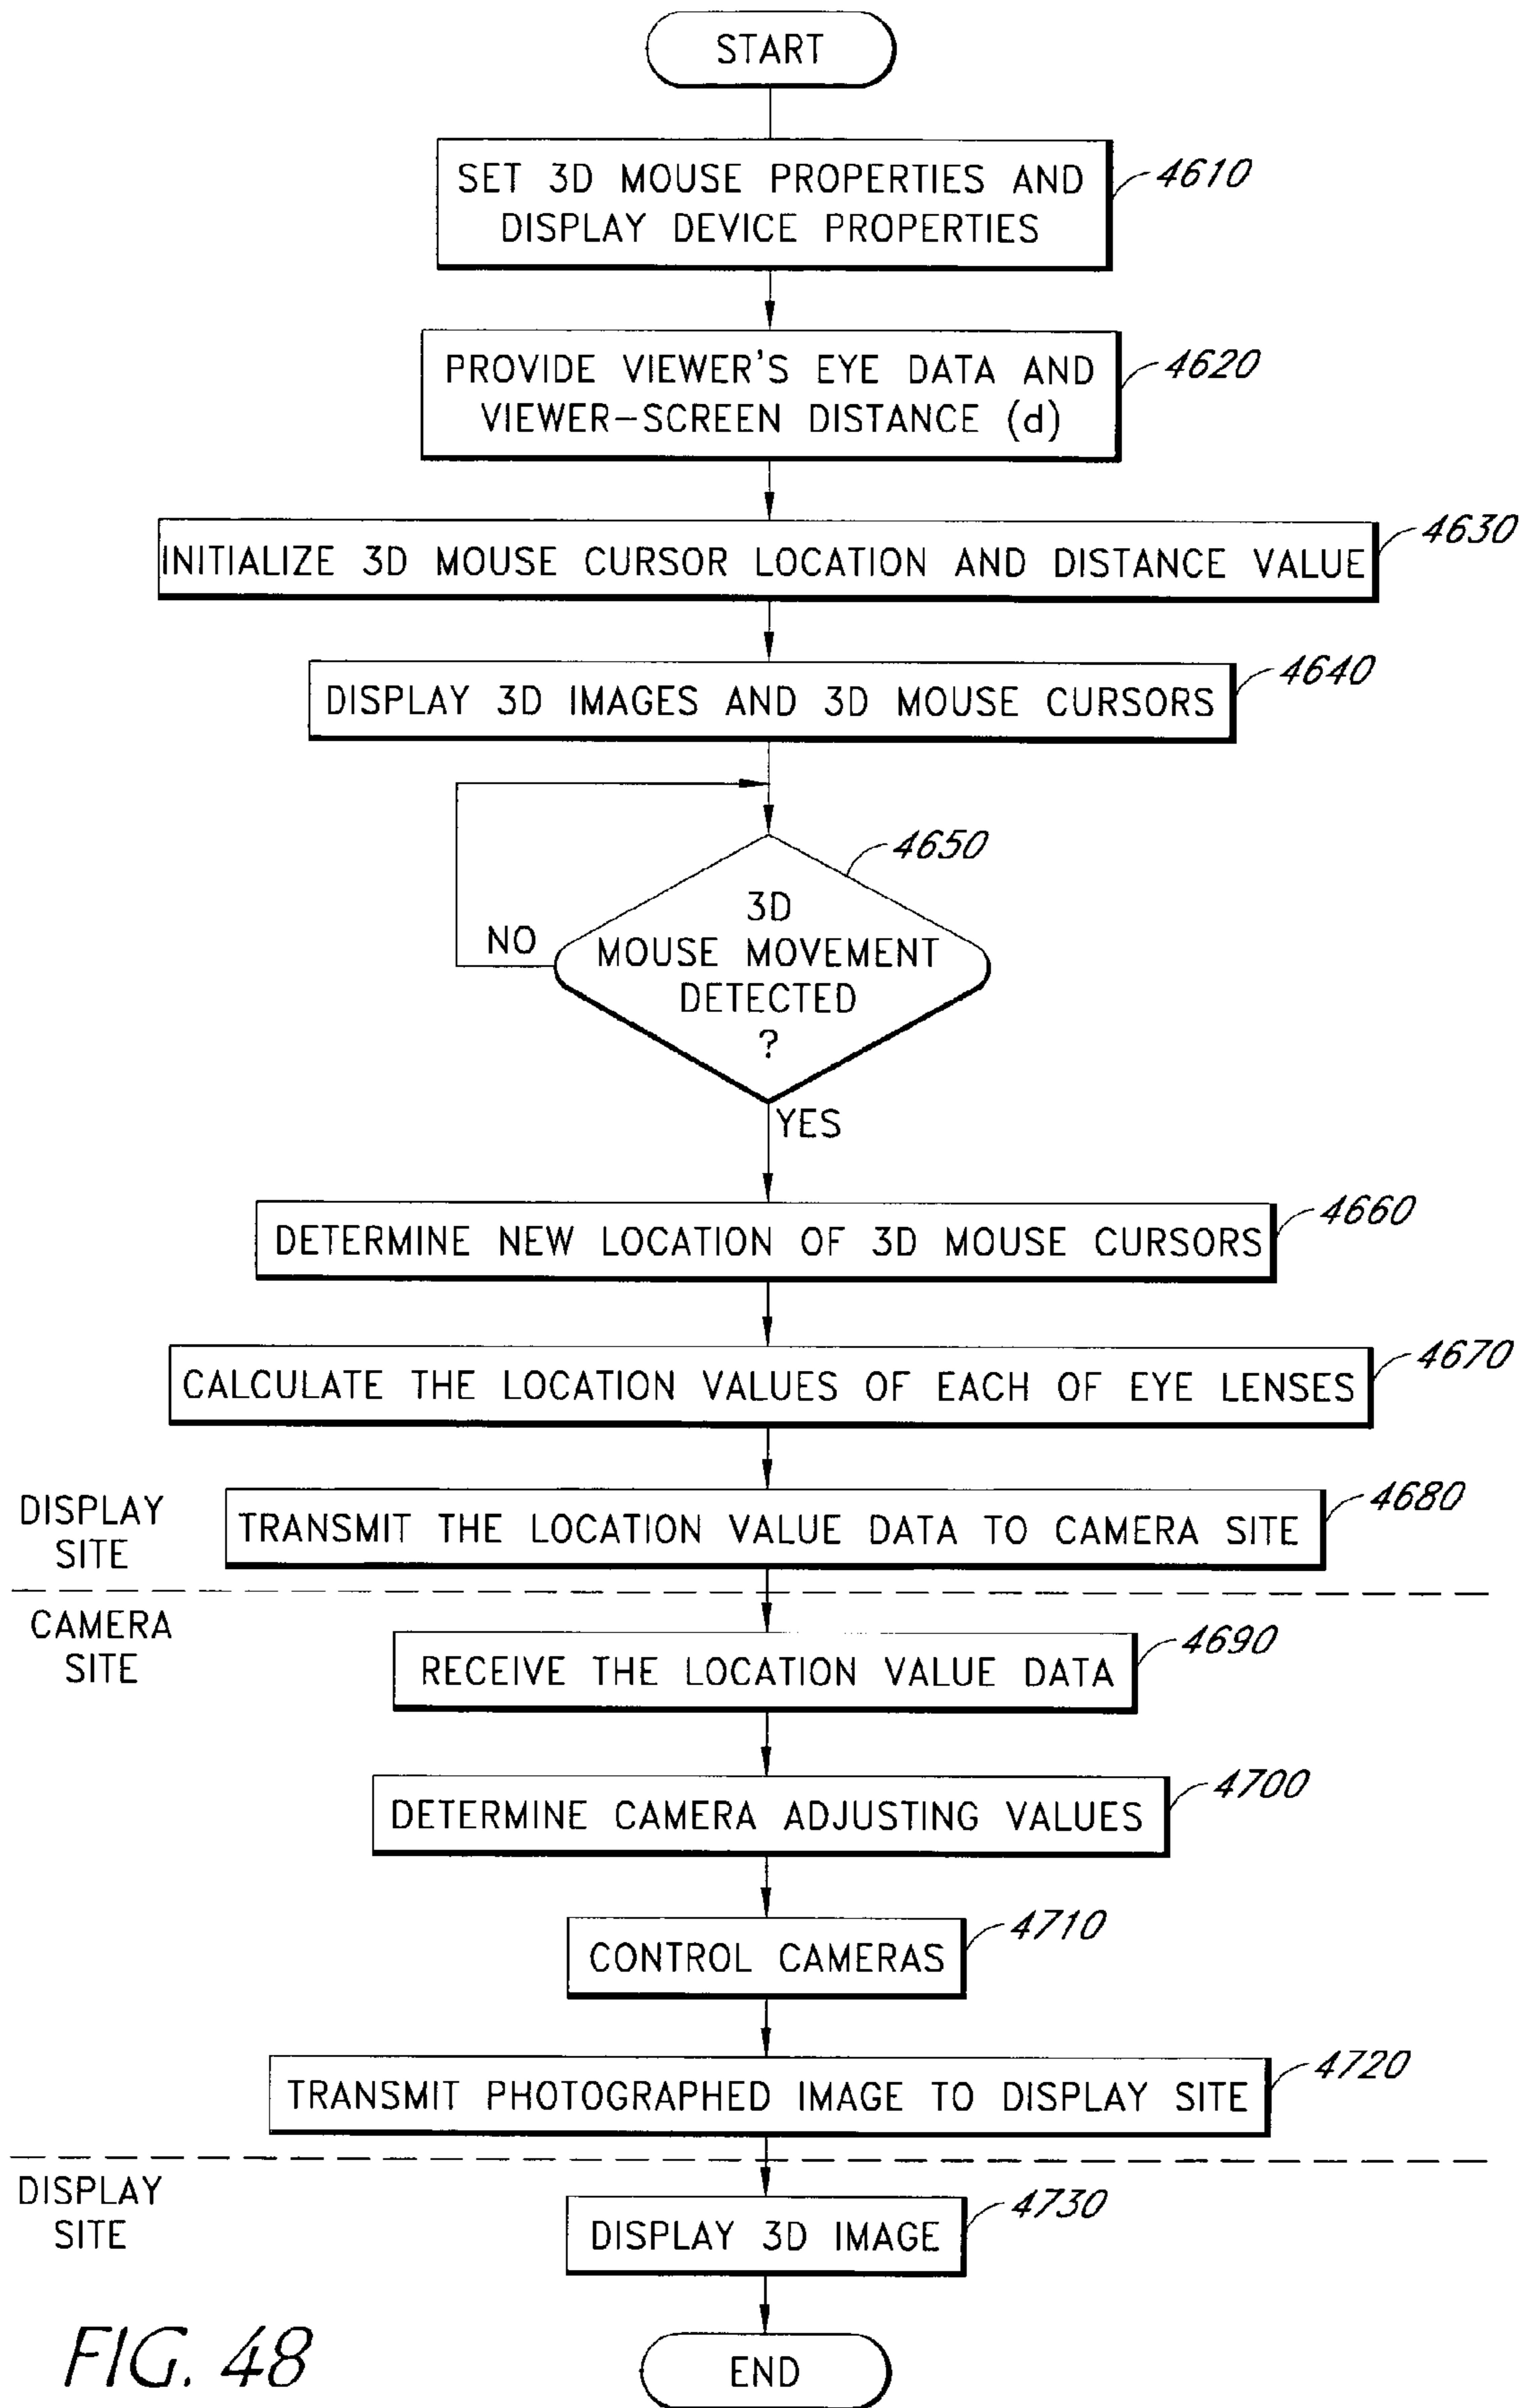 START
SET 3D MOUSE PROPERTIES AND
DISPLAY DEVICE PROPERTIES
4610
PROVIDE VIEWER'S EYE DATA AND
VIEWER-SCREEN DISTANCE (d)
4620
INITIALIZE 3D MOUSE CURSOR LOCATION AND DISTANCE VALUE
4630
DISPLAY 3D IMAGES AND 3D MOUSE CURSORS
4640
3D
MOUSE MOVEMENT
DETECTED
?
4650
NO
YES
DETERMINE NEW LOCATION OF 3D MOUSE CURSORS
4660
CALCULATE THE LOCATION VALUES OF EACH OF EYE LENSES
4670
DISPLAY
SITE
TRANSMIT THE LOCATION VALUE DATA TO CAMERA SITE
4680
CAMERA
SITE
RECEIVE THE LOCATION VALUE DATA
4690
DETERMINE CAMERA ADJUSTING VALUES
4700
CONTROL CAMERAS
4710
TRANSMIT PHOTOGRAPHED IMAGE TO DISPLAY SITE
4720
DISPLAY
SITE
DISPLAY 3D IMAGE
4730
END
FIG. 48